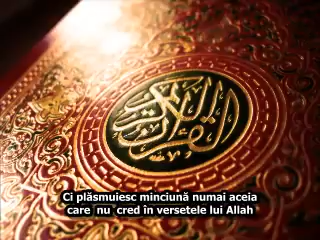 القرآن الكريم
Ci plăsmuiesc minciună numai aceia
care nu cred în versetele lui Allah